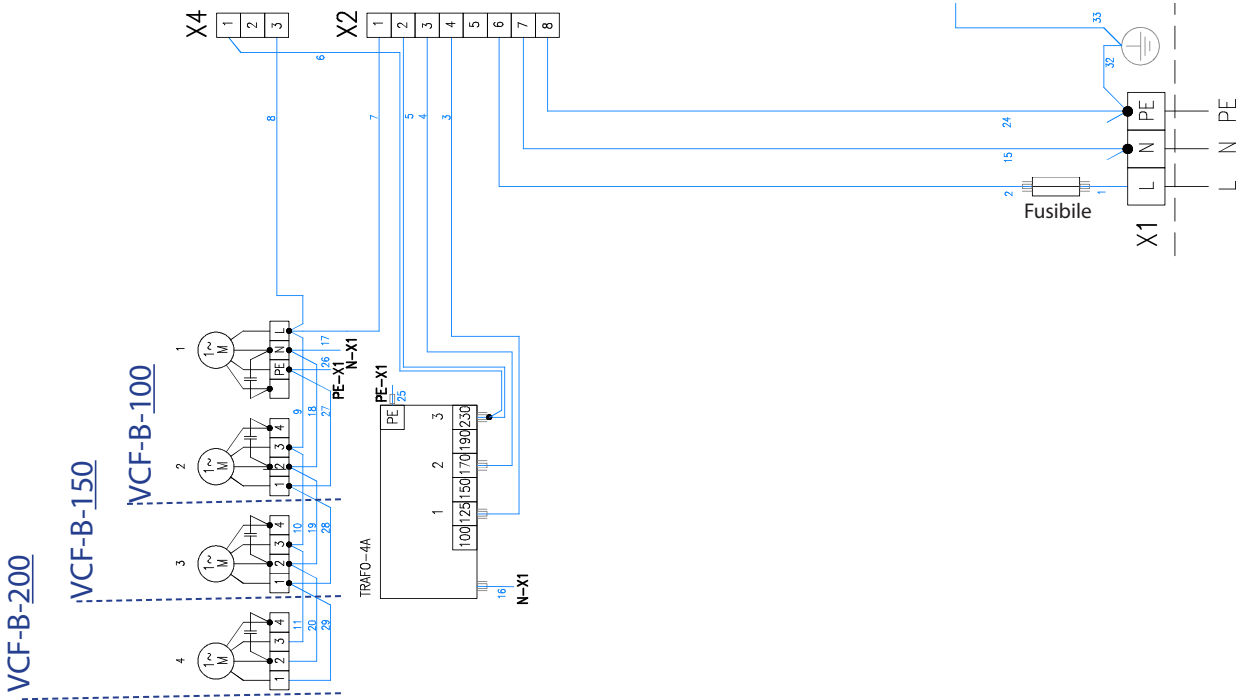 X4
1 2 3
X2
1 2 3 4 5 6 7 8
33
32
6
8
7
5
4
3
24
15
2
1
Fusibile
PE
N
L
X1
PE
N
L
1
1~
M
L
N
PE
17
N-X1
26
PE-X1
27
9
18
VCF-B-100
2
1~
M
4
3
2
1
VCF-B-150
3
1~
M
4
3
2
1
10
19
28
VCF-B-200
4
1~
M
4
3
2
1
11
20
29
PE-X1
25
PE
TRAFO-4A
3
2
1
230
190
170
150
125
100
16
N-X1